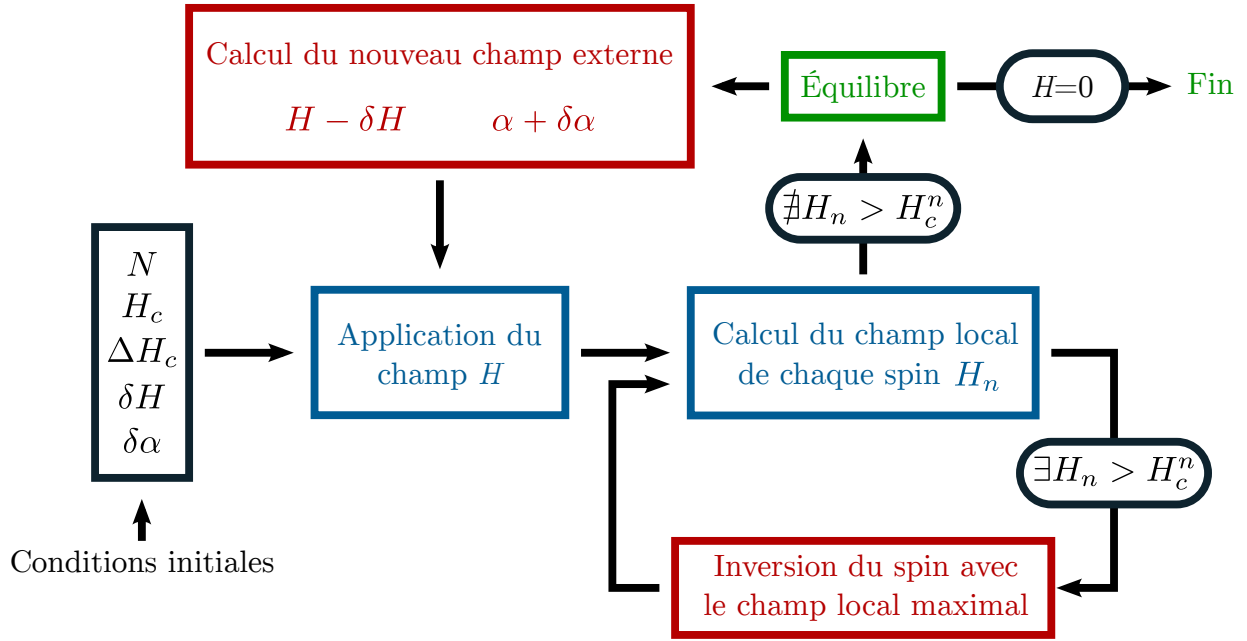 Calcul du nouveau champ externe
H − δH α + δα
Équilibre
H=0
Fin
∄H_n > H_c^n
N
H_c
ΔH_c
δH
δα
Conditions initiales
Application du
champ H
Calcul du champ local
de chaque spin H_n
∃H_n > H_c^n
Inversion du spin avec
le champ local maximal